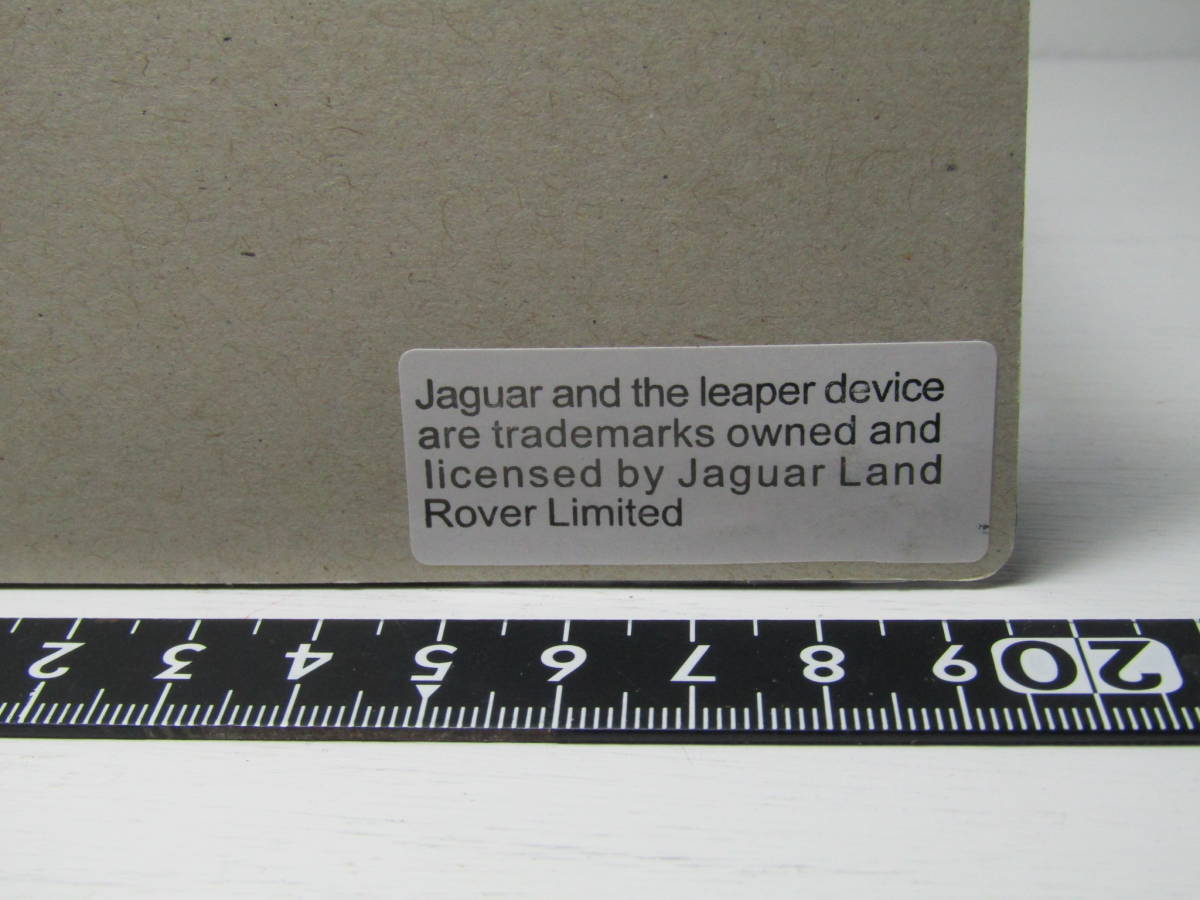 Jaguar and the leaper device
are trademarks owned and
licensed by Jaguar Land
Rover Limited
2 3 4 5 6 7 8 9 20